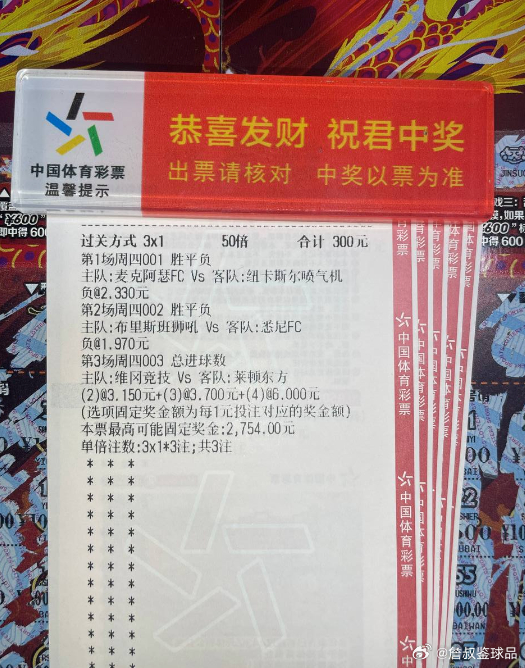 恭喜发财 祝君中奖
出票请核对 中奖以票为准
中国体育彩票
温馨提示
过关方式 3x1 50倍 合计 300元
第1场周四001 胜平负
主队:麦克阿瑟FC Vs 客队:纽卡斯尔喷气机
负@2.330元
第2场周四002 胜平负
主队:布里斯班狮吼 Vs 客队:悉尼FC
负@1.970元
第3场周四003 总进球数
主队:维冈竞技 Vs 客队:莱顿东方
(2)@3.150元+(3)@3.700元+(4)@6.000元
(选项固定奖金额为每1元投注对应的奖金额)
本票最高可能固定奖金:2,754.00元
单倍注数:3x1*3注;共3注
中国体育彩票
中国体育彩票
"¥600"
即中得 600
@詹叔鉴球品